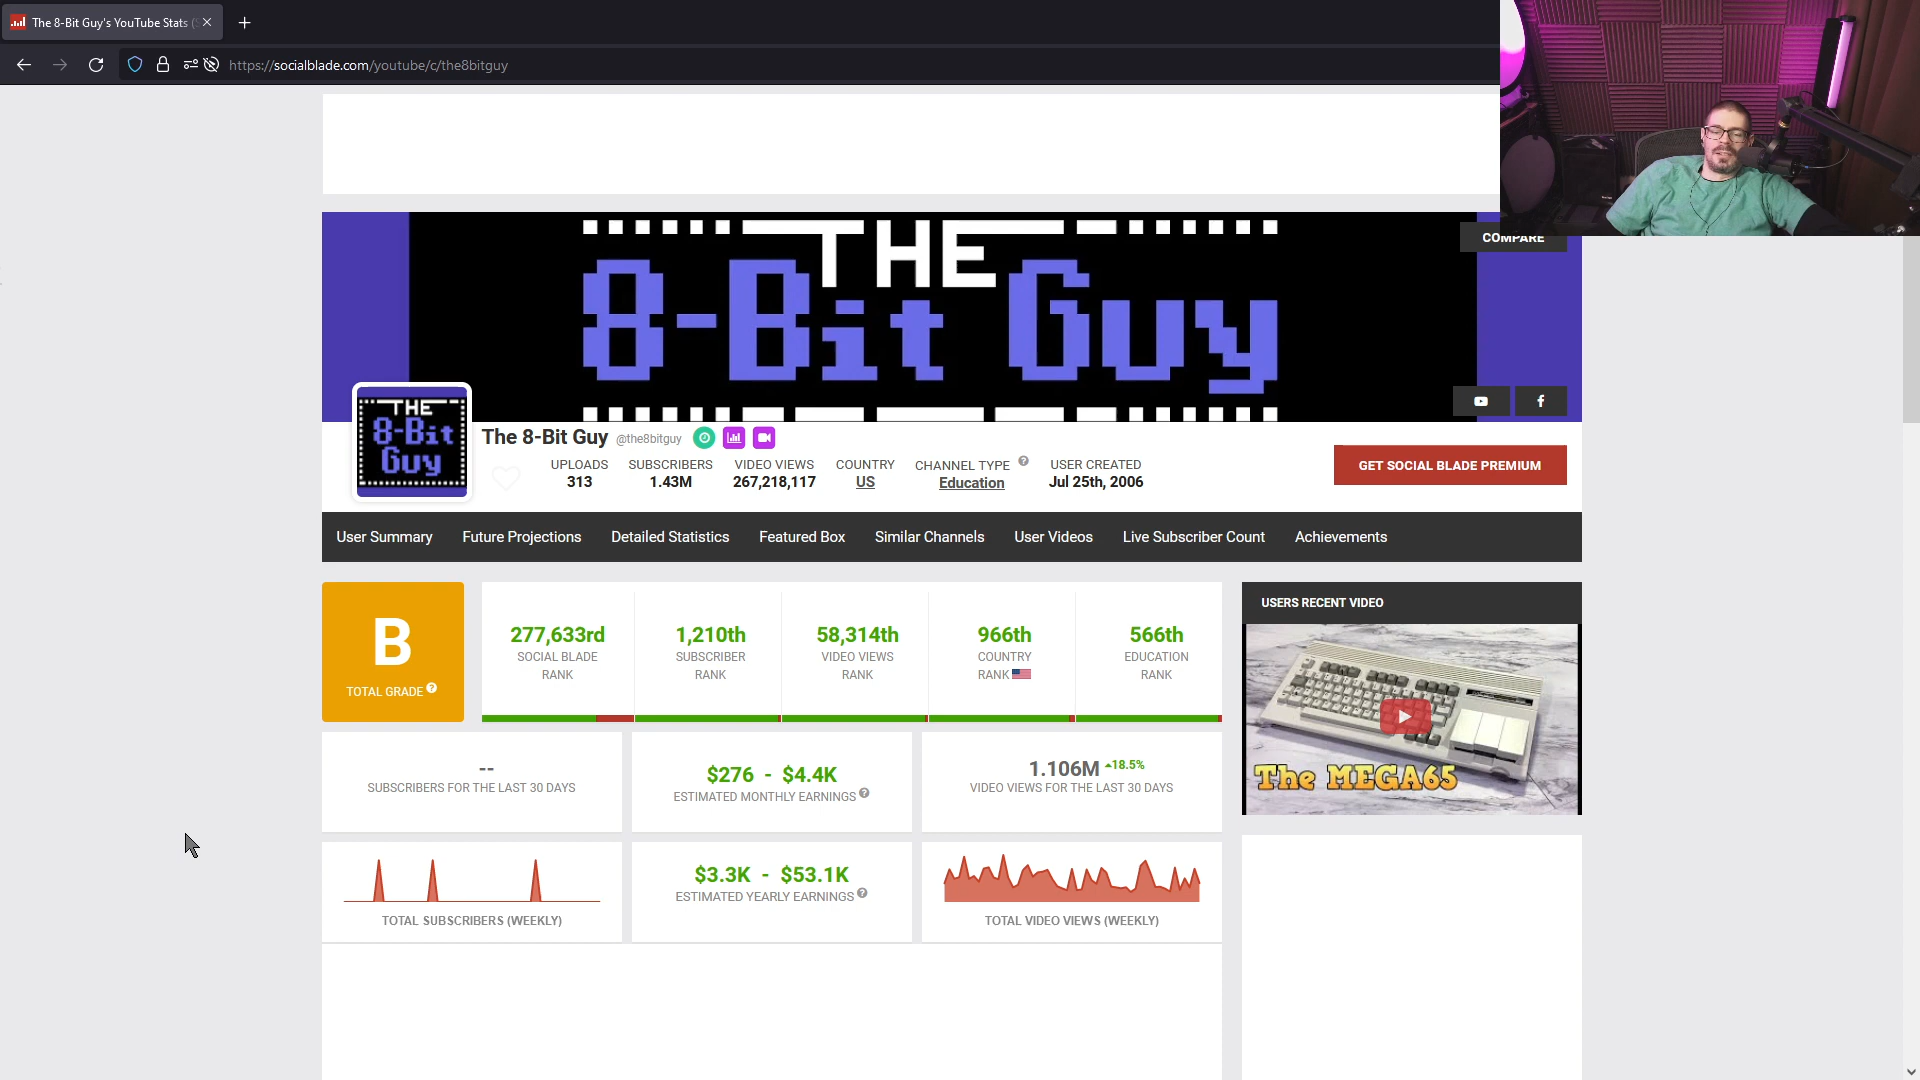 The 8-Bit Guy's YouTube Stats (
https://socialblade.com/youtube/c/the8bitguy
COMPARE
THE
8-Bit Guy
THE
8-Bit
Guy
The 8-Bit Guy @the8bitguy
UPLOADS
313
SUBSCRIBERS
1.43M
VIDEO VIEWS
267,218,117
COUNTRY
US
CHANNEL TYPE
Education
USER CREATED
Jul 25th, 2006
GET SOCIAL BLADE PREMIUM
User Summary Future Projections Detailed Statistics Featured Box Similar Channels User Videos Live Subscriber Count Achievements
B
TOTAL GRADE
277,633rd
SOCIAL BLADE
RANK
1,210th
SUBSCRIBER
RANK
58,314th
VIDEO VIEWS
RANK
966th
COUNTRY
RANK
566th
EDUCATION
RANK
USERS RECENT VIDEO
The MEGA65
--
SUBSCRIBERS FOR THE LAST 30 DAYS
$276 - $4.4K
ESTIMATED MONTHLY EARNINGS
1.106M 18.5%
VIDEO VIEWS FOR THE LAST 30 DAYS
TOTAL SUBSCRIBERS (WEEKLY)
$3.3K - $53.1K
ESTIMATED YEARLY EARNINGS
TOTAL VIDEO VIEWS (WEEKLY)